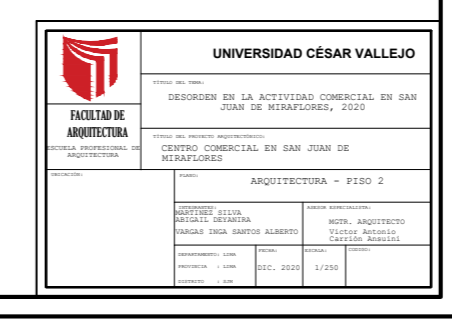 UNIVERSIDAD CÉSAR VALLEJO
FACULTAD DE
ARQUITECTURA
ESCUELA PROFESIONAL DE
ARQUITECTURA
TÍTULO DEL TEMA:
DESORDEN EN LA ACTIVIDAD COMERCIAL EN SAN
JUAN DE MIRAFLORES, 2020
TÍTULO DEL PROYECTO ARQUITECTÓNICO:
CENTRO COMERCIAL EN SAN JUAN DE
MIRAFLORES
UBICACIÓN:
PLANO:
ARQUITECTURA - PISO 2
INTEGRANTES:
MARTINEZ SILVA
ABIGAIL DEYANIRA
VARGAS INGA SANTOS ALBERTO
ASESOR ESPECIALISTA:
MGTR. ARQUITECTO
Victor Antonio
Carrión Ansuini
DEPARTAMENTO: LIMA
PROVINCIA : LIMA
DISTRITO : SJM
FECHA:
DIC. 2020
ESCALA:
1/250
CODIGO: